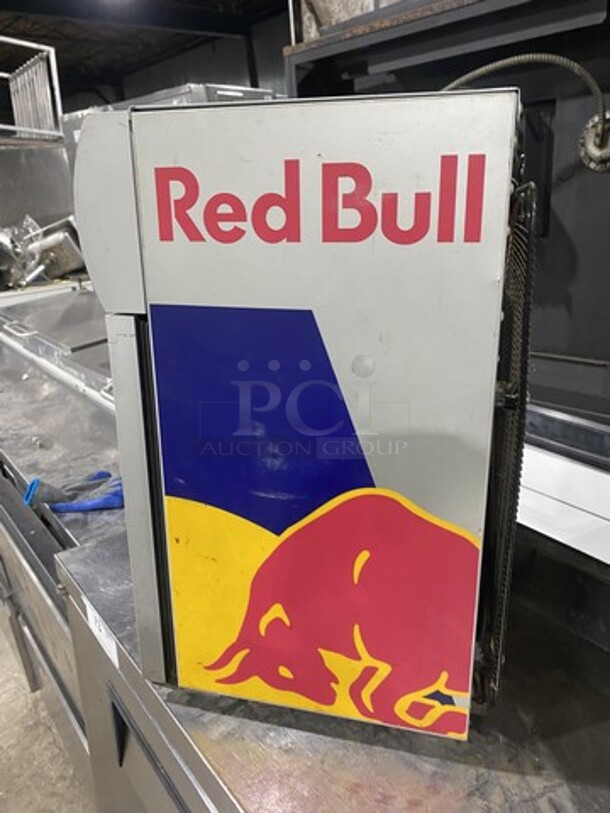 Red Bull
PCi
AUCTION GROUP